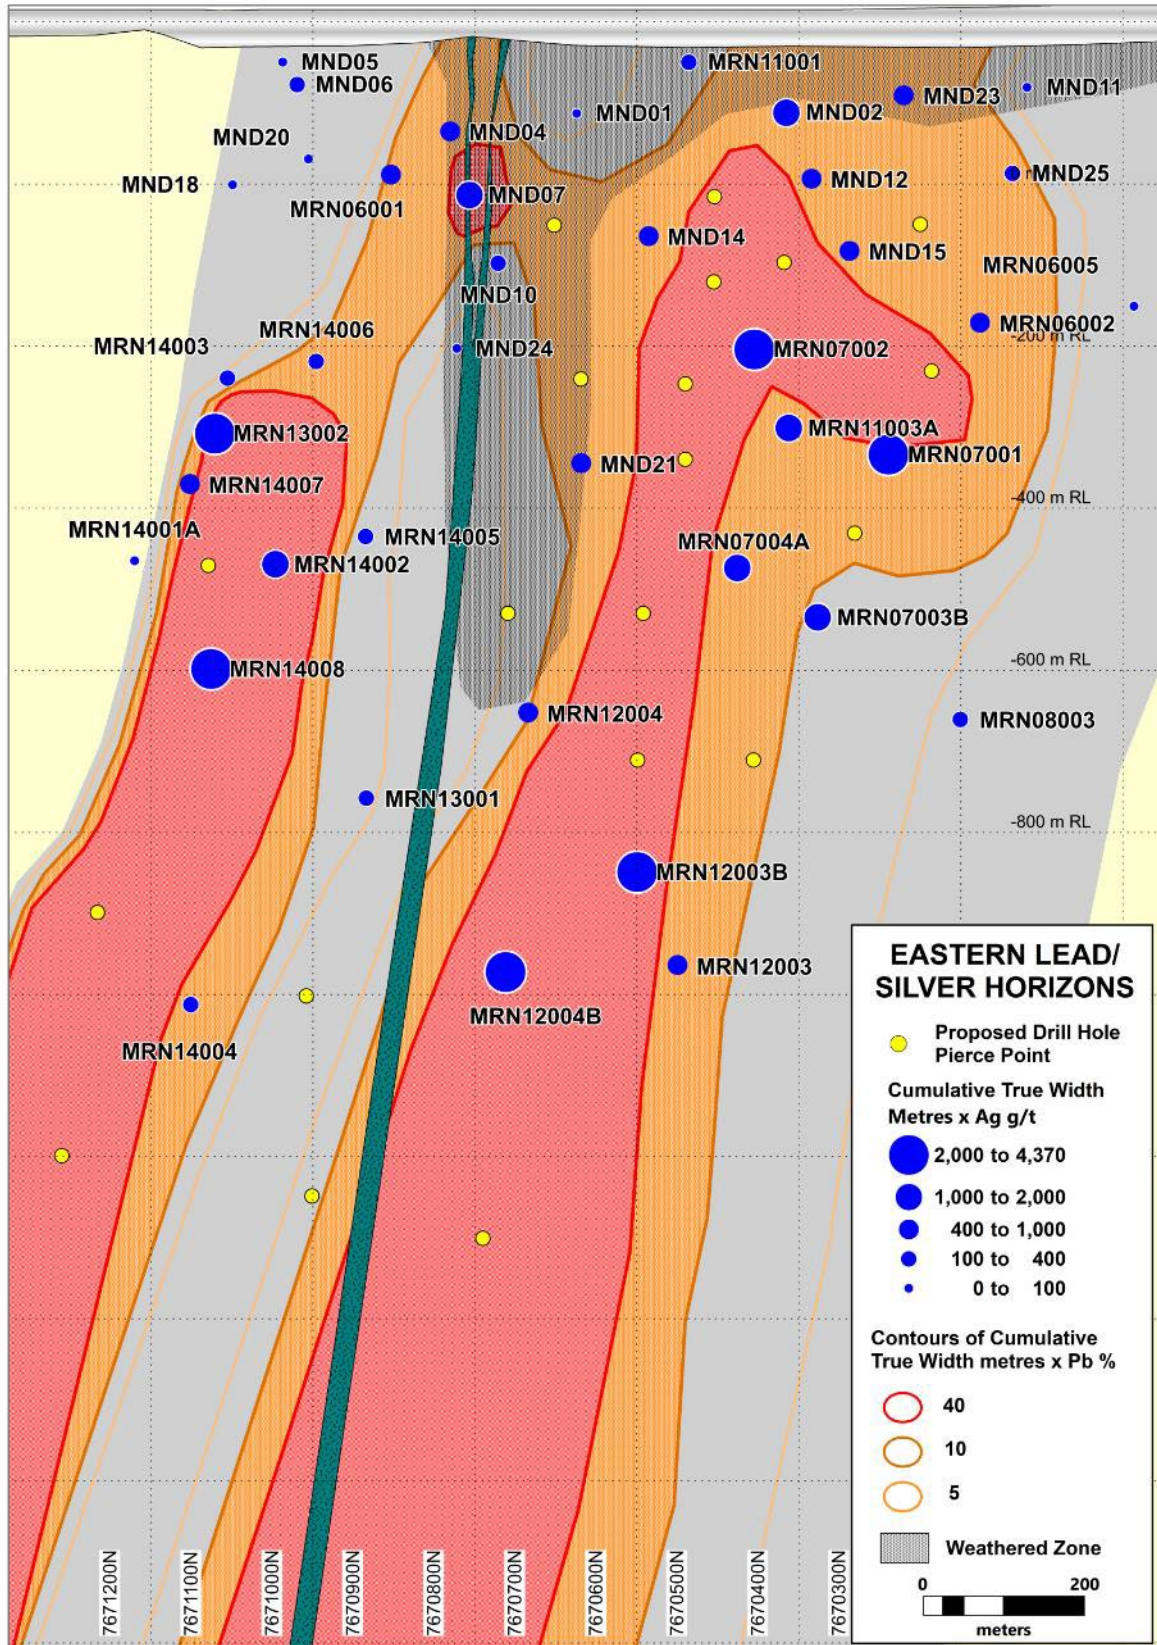 MND05
MND06
MRN11001
MND11
MND23
MND01
MND02
MND20
MND04
MND18
MND25
MND12
MRN06001
MND07
MND14
MND15
MRN06005
MND10
MRN14006
MRN06002
-200 m RL
MRN14003
MND24
MRN07002
MRN13002
MRN11003A
MND21
MRN07001
MRN14007
-400 m RL
MRN14001A
MRN14005
MRN07004A
MRN14002
MRN07003B
-600 m RL
MRN14008
MRN12004
MRN08003
MRN13001
-800 m RL
MRN12003B
MRN12003
MRN12004B
MRN14004
EASTERN LEAD/
SILVER HORIZONS
Proposed Drill Hole
Pierce Point
Cumulative True Width
Metres x Ag g/t
2,000 to 4,370
1,000 to 2,000
400 to 1,000
100 to 400
0 to 100
Contours of Cumulative
True Width metres x Pb %
40
10
5
Weathered Zone
0 200
meters
7671200N
7671100N
7671000N
7670900N
7670800N
7670700N
7670600N
7670500N
7670400N
7670300N